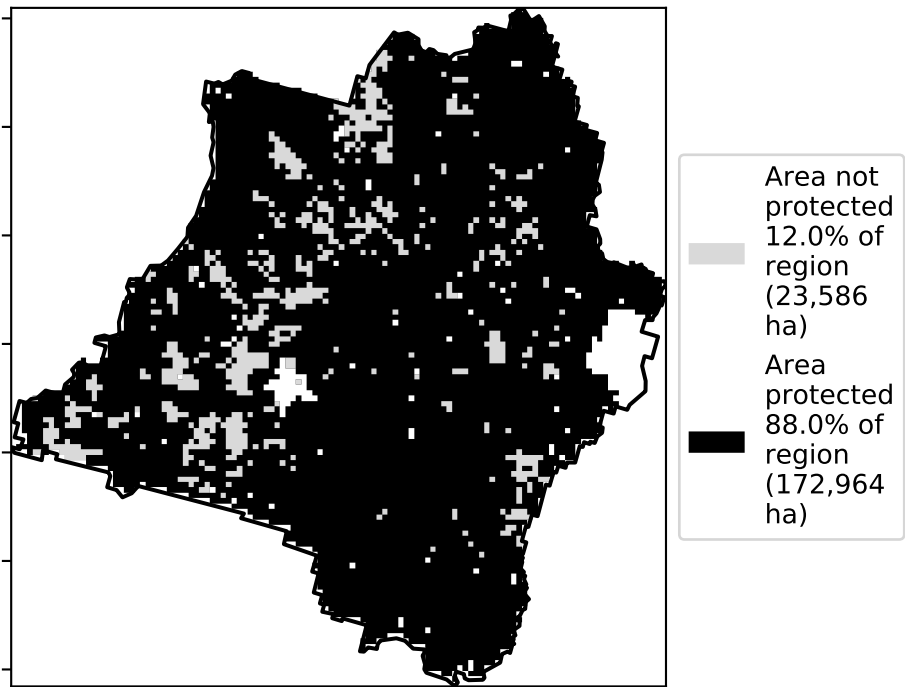 Area not
protected
12.0% of
region
(23,586
ha)
Area
protected
88.0% of
region
(172,964
ha)